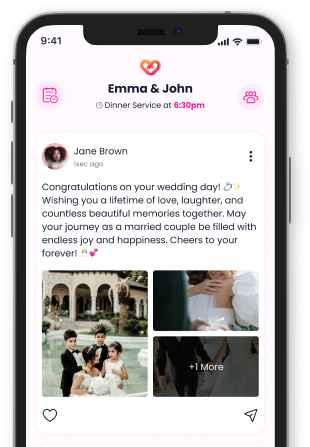 9:41
Emma & John
Dinner Service at 6:30pm
Jane Brown
1sec ago
Congratulations on your wedding day! 💍✨
Wishing you a lifetime of love, laughter, and
countless beautiful memories together. May
your journey as a married couple be filled with
endless joy and happiness. Cheers to your
forever! 🥂💕
+1 More